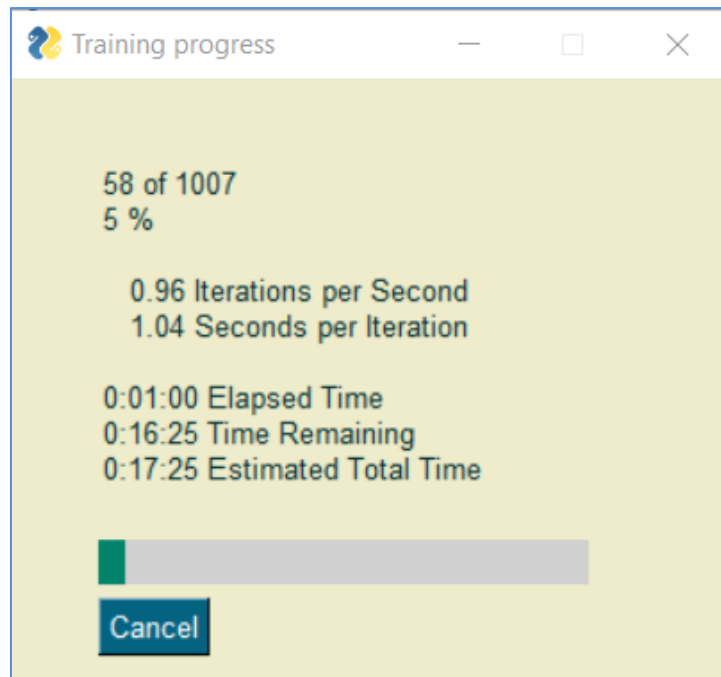 Training progress
58 of 1007
5 %
0.96 Iterations per Second
1.04 Seconds per Iteration
0:01:00 Elapsed Time
0:16:25 Time Remaining
0:17:25 Estimated Total Time
Cancel